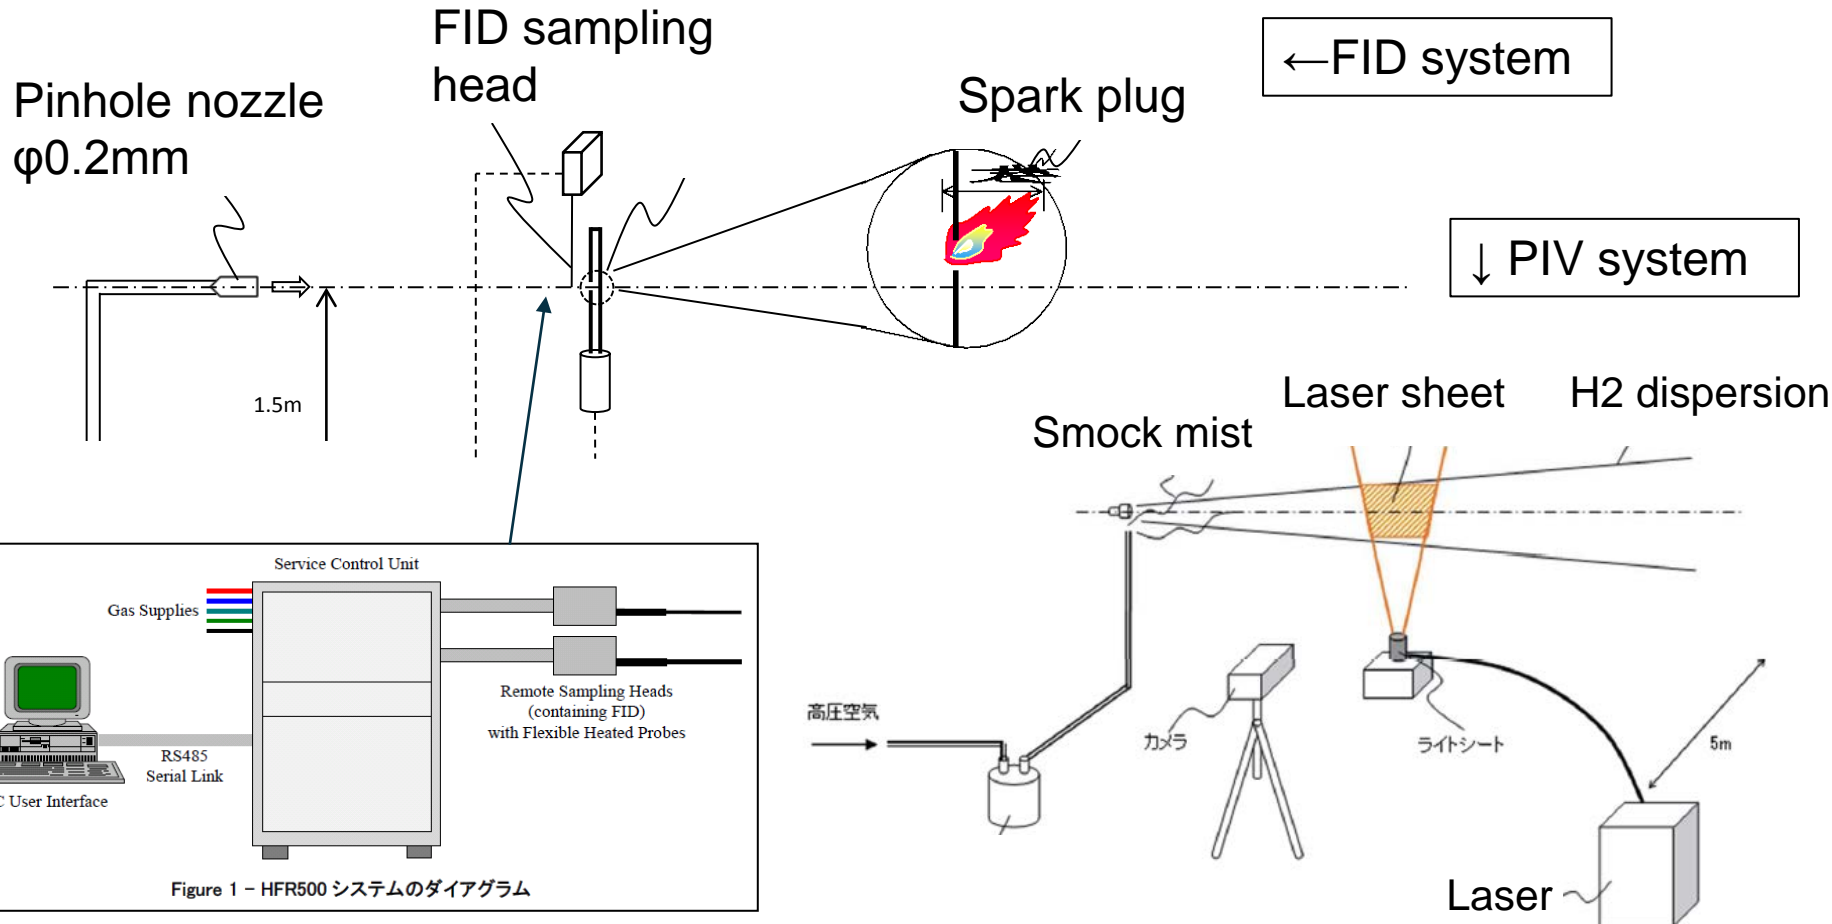 FID sampling
head
←FID system
Pinhole nozzle
φ0.2mm
Spark plug
↓ PIV system
1.5m
Laser sheet
H2 dispersion
Smock mist
Service Control Unit
Gas Supplies
Remote Sampling Heads
(containing FID)
with Flexible Heated Probes
RS485
Serial Link
C User Interface
Figure 1 - HFR500 システムのダイアグラム
高圧空気
カメラ
ライトシート
5m
Laser